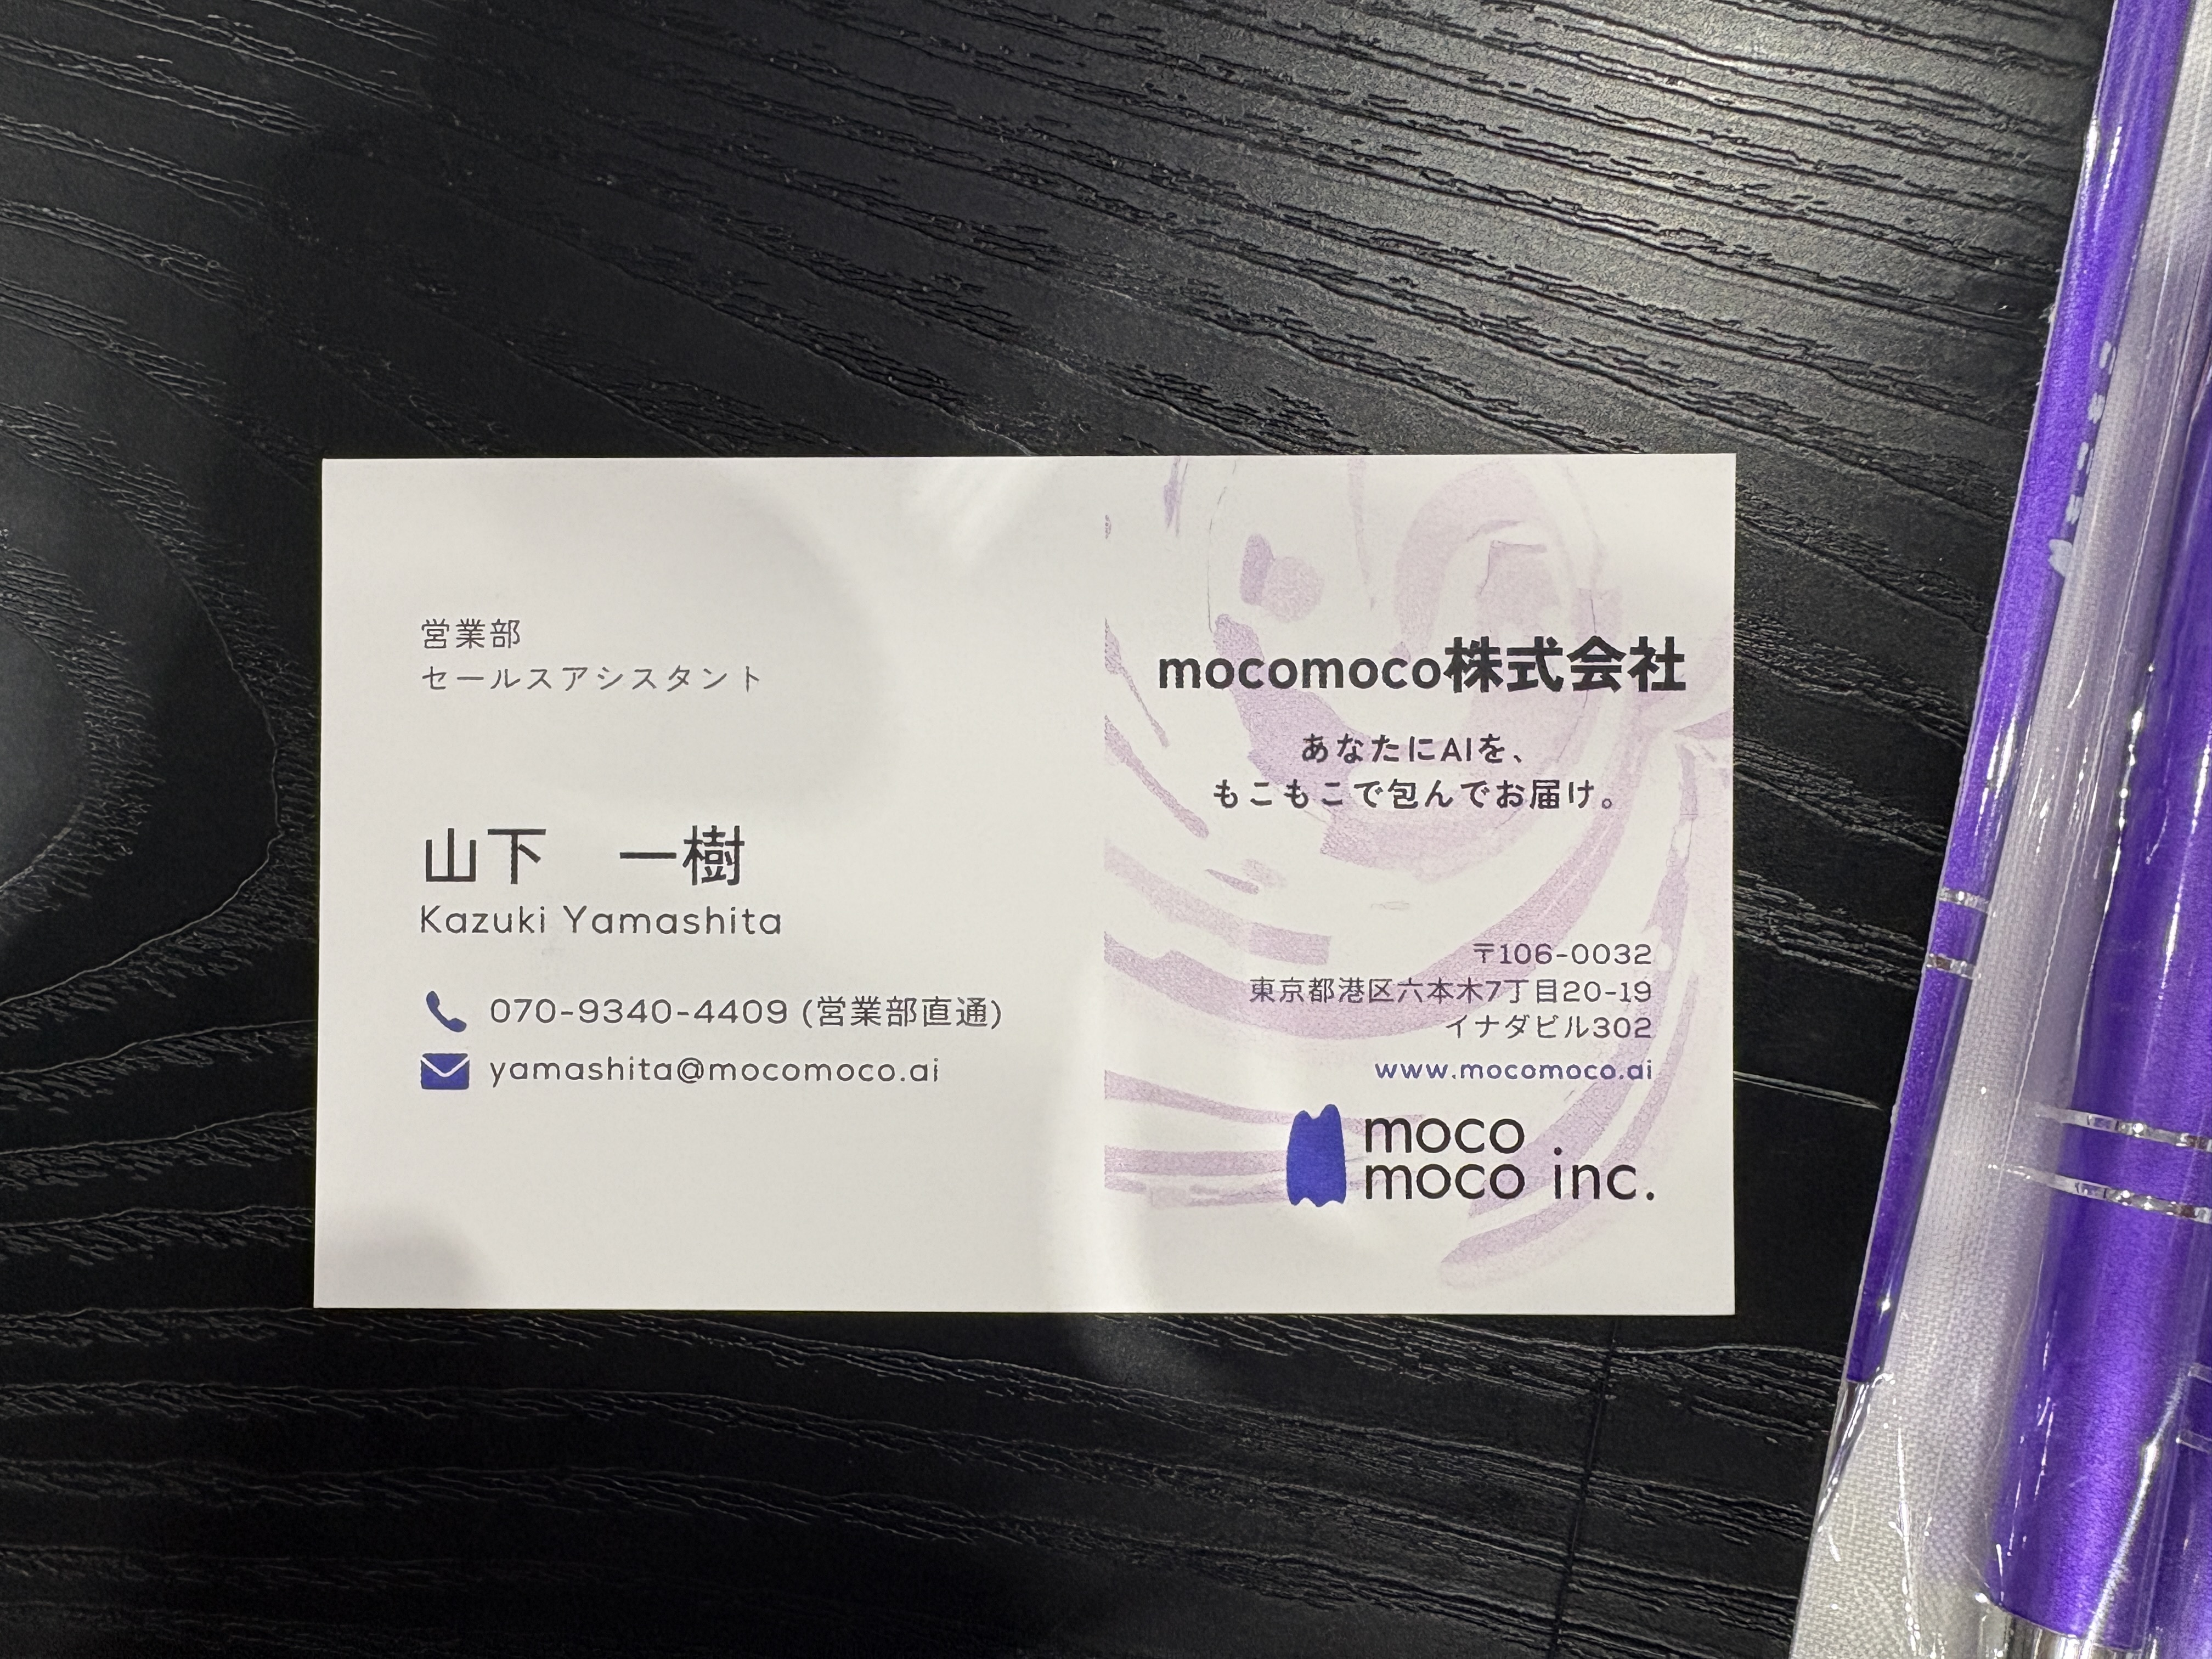 営業部
セールスアシスタント
山下 一樹
Kazuki Yamashita
070-9340-4409 (営業部直通)
yamashita@mocomoco.ai
mocomoco株式会社
あなたにAIを、
もこもこで包んでお届け。
〒106-0032
東京都港区六本木7丁目20-19
イナダビル302
www.mocomoco.ai
moco
moco inc.